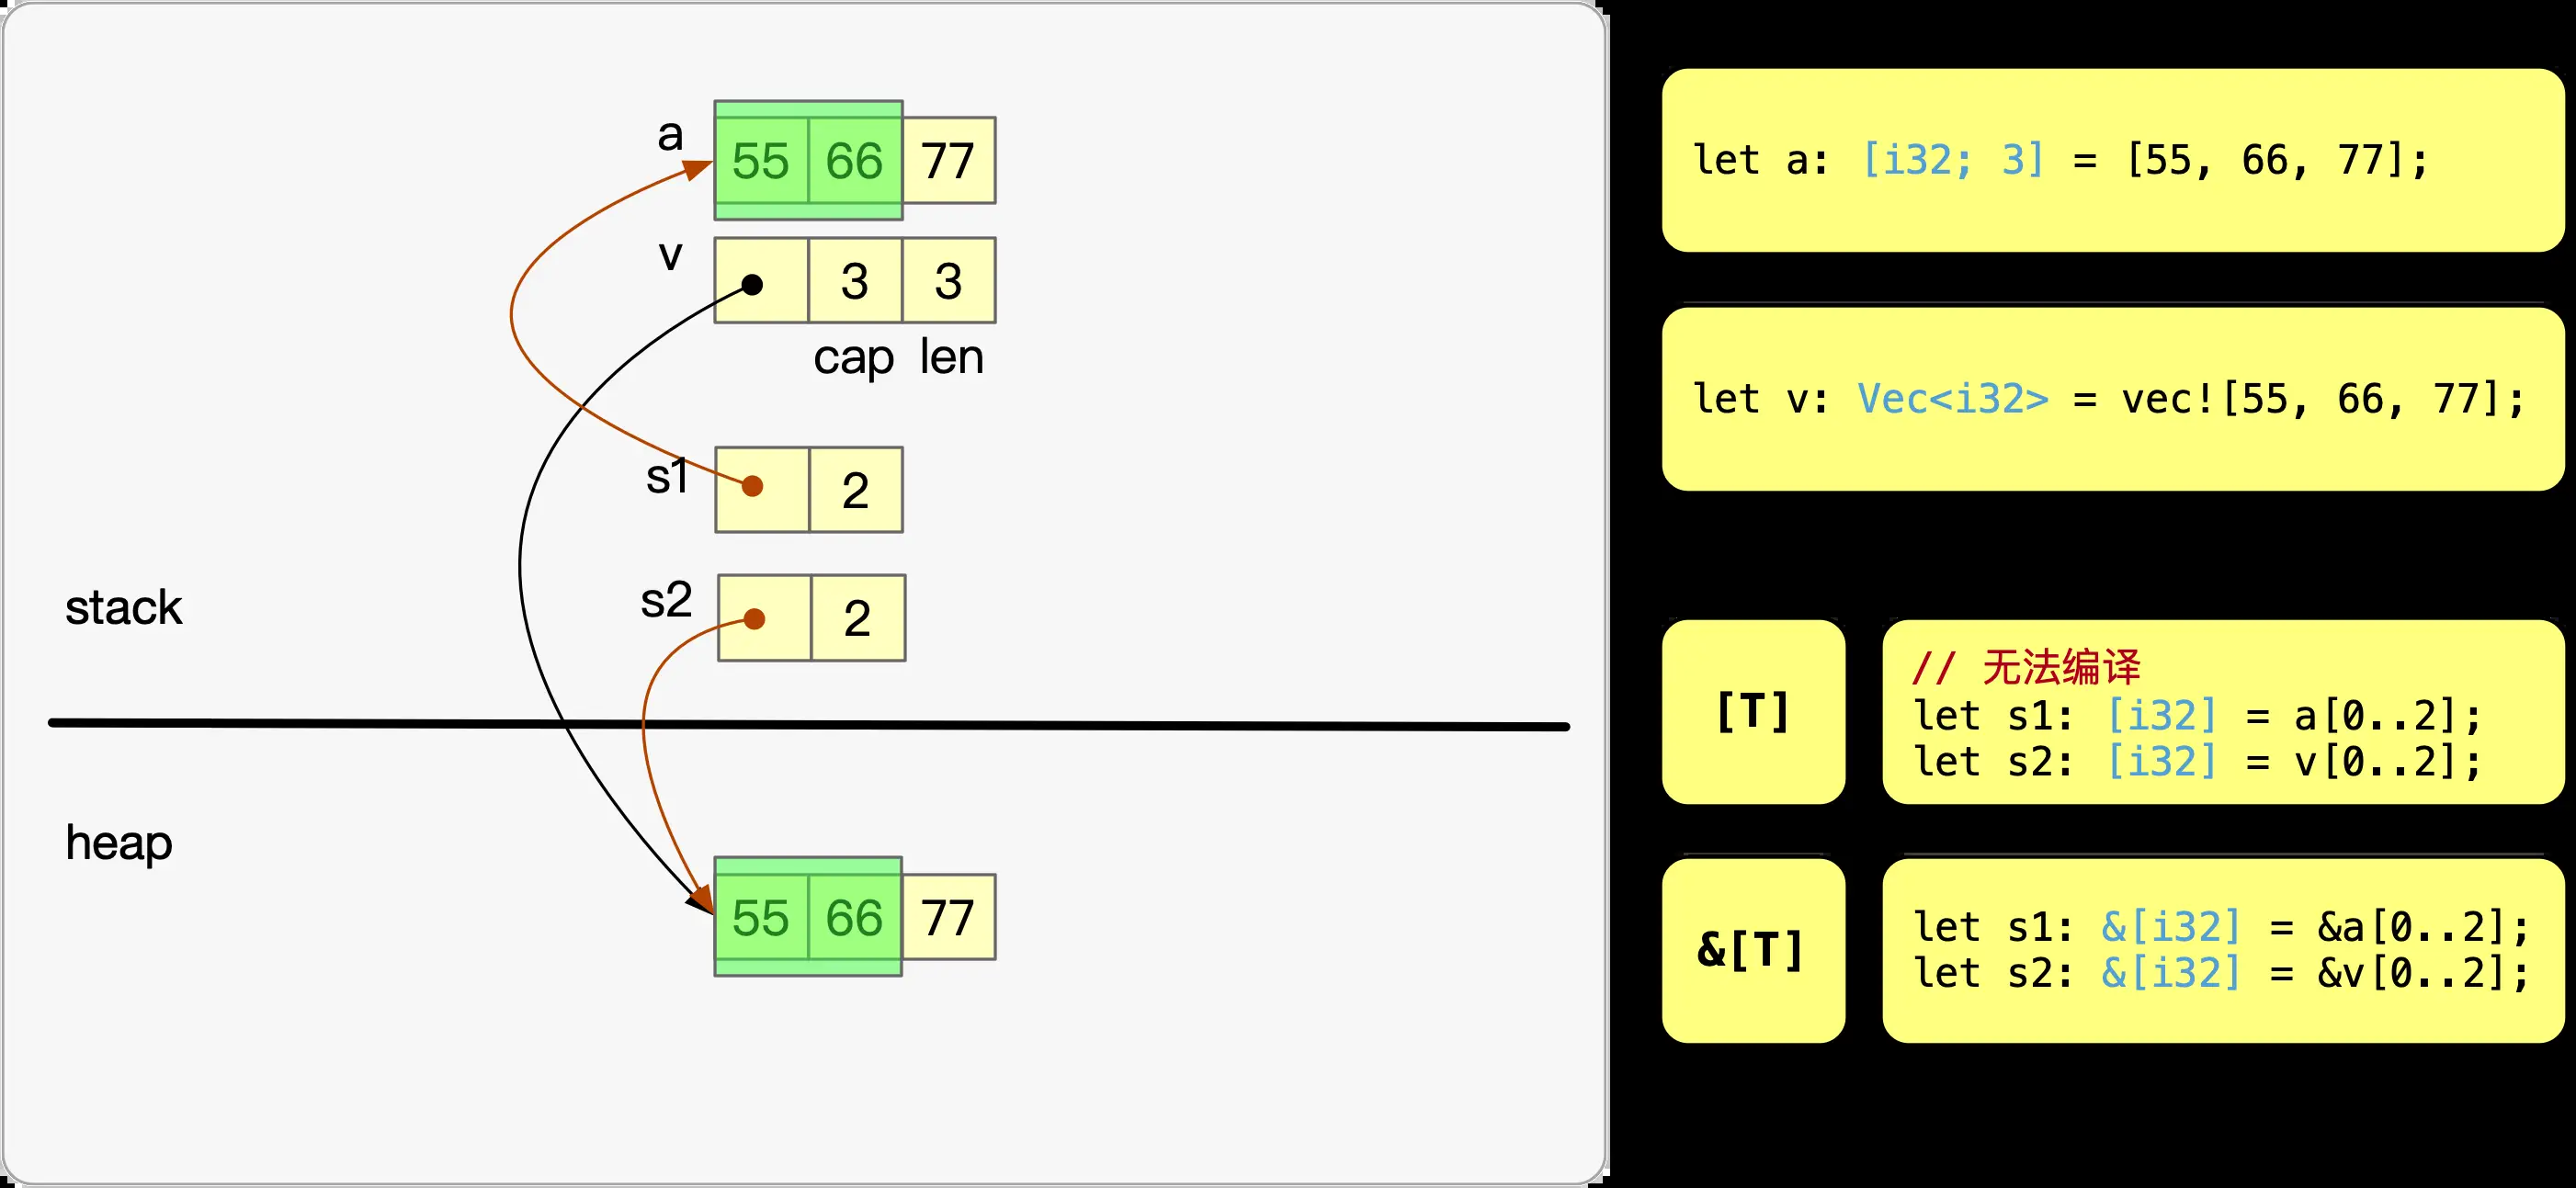 a
55 66 77
v
3 3
cap len
s1
2
s2
2
stack
heap
55 66 77
let a: [i32; 3] = [55, 66, 77];
let v: Vec<i32> = vec![55, 66, 77];
[T]
// 无法编译
let s1: [i32] = a[0..2];
let s2: [i32] = v[0..2];
&[T]
let s1: &[i32] = &a[0..2];
let s2: &[i32] = &v[0..2];